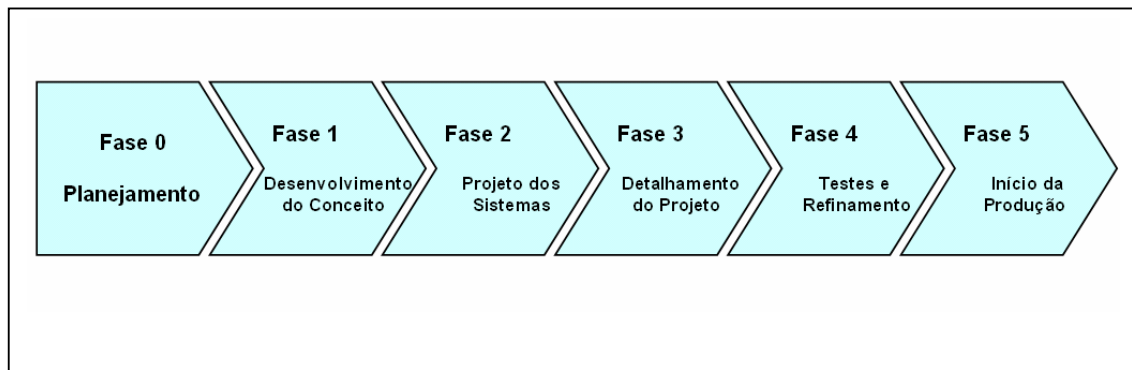 Fase 0
Planejamento
Fase 1
Desenvolvimento
do Conceito
Fase 2
Projeto dos
Sistemas
Fase 3
Detalhamento
do Projeto
Fase 4
Testes e
Refinamento
Fase 5
Início da
Produção